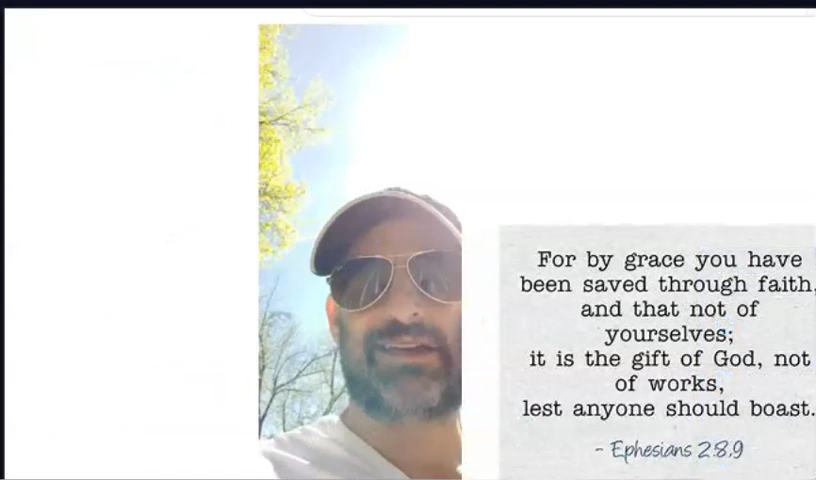 For by grace you have
been saved through faith,
and that not of
yourselves;
it is the gift of God, not
of works,
lest anyone should boast.
- Ephesians 2:8,9